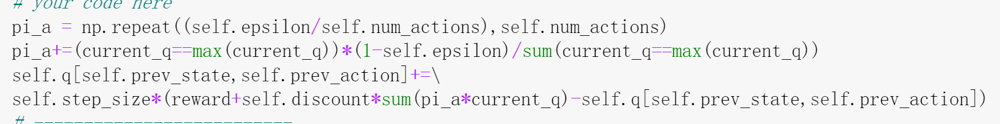 # your code here
pi_a = np.repeat((self.epsilon/self.num_actions),self.num_actions)
pi_a+=(current_q==max(current_q))*(1-self.epsilon)/sum(current_q==max(current_q))
self.q[self.prev_state,self.prev_action]+=\
self.step_size*(reward+self.discount*sum(pi_a*current_q)-self.q[self.prev_state,self.prev_action])
# --------------------------